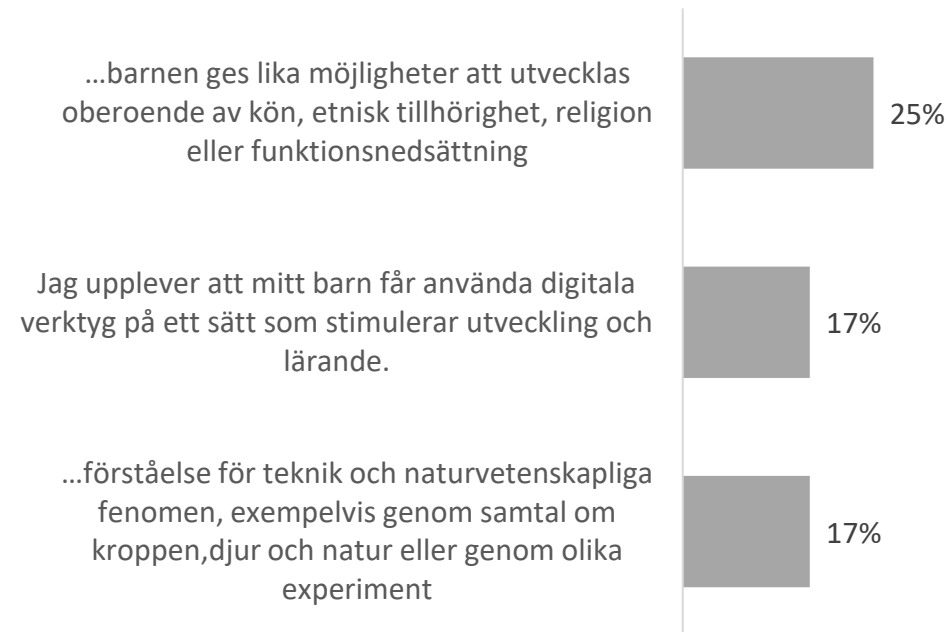 …barnen ges lika möjligheter att utvecklas
oberoende av kön, etnisk tillhörighet, religion
eller funktionsnedsättning
25%
Jag upplever att mitt barn får använda digitala
verktyg på ett sätt som stimulerar utveckling och
lärande.
17%
…förståelse för teknik och naturvetenskapliga
fenomen, exempelvis genom samtal om
kroppen,djur och natur eller genom olika
experiment
17%